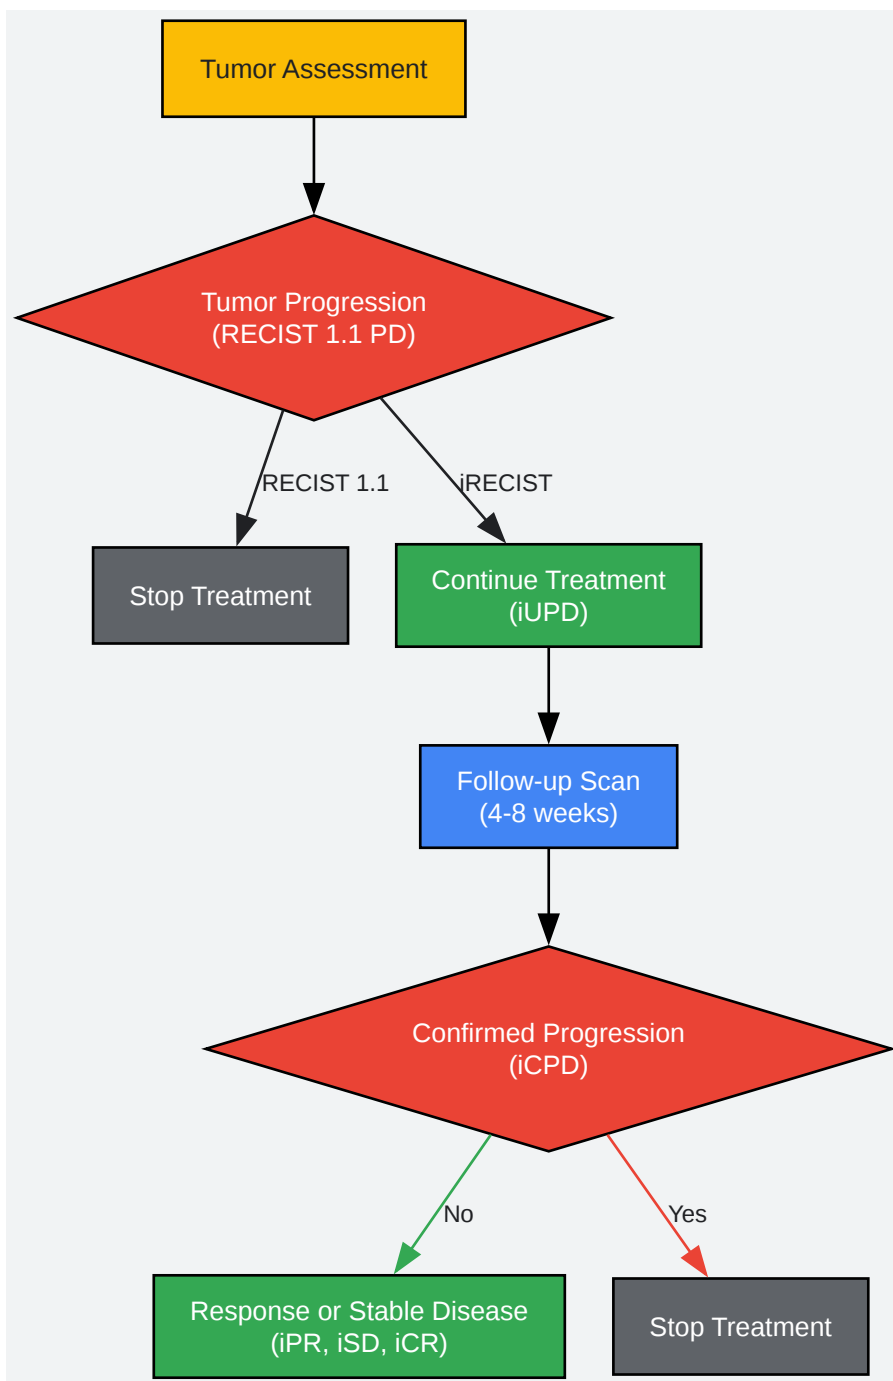 Tumor Assessment
Tumor Progression
(RECIST 1.1 PD)
RECIST 1.1
iRECIST
Stop Treatment
Continue Treatment
(iUPD)
Follow-up Scan
(4-8 weeks)
Confirmed Progression
(iCPD)
No
Yes
Response or Stable Disease
(iPR, iSD, iCR)
Stop Treatment